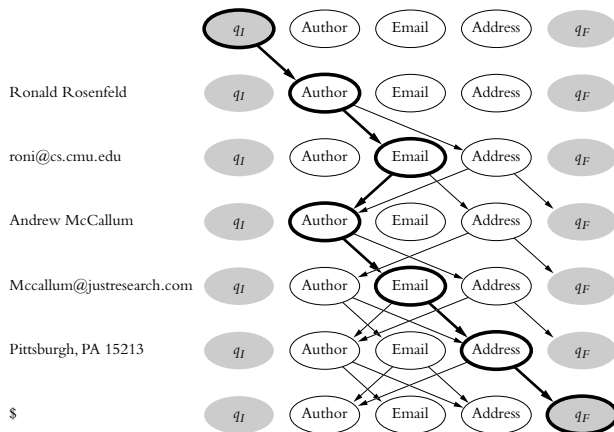 qI Author Email Address qF
Ronald Rosenfeld qI Author Email Address qF
roni@cs.cmu.edu qI Author Email Address qF
Andrew McCallum qI Author Email Address qF
Mccallum@justresearch.com qI Author Email Address qF
Pittsburgh, PA 15213 qI Author Email Address qF
$ qI Author Email Address qF